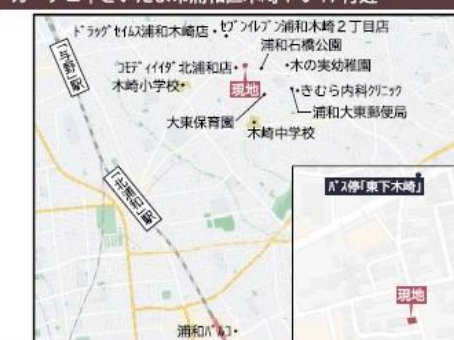 ドラッグセイムス浦和木崎店
セブンイレブン浦和木崎2丁目店
「与野」駅
浦和石橋公園
コモディイイダ北浦和店
木の実幼稚園
木崎小学校
現地
きむら内科クリニック
大東保育園
浦和大東郵便局
木崎中学校
「北浦和」駅
バス停「東下木崎」
現地
浦和パルコ